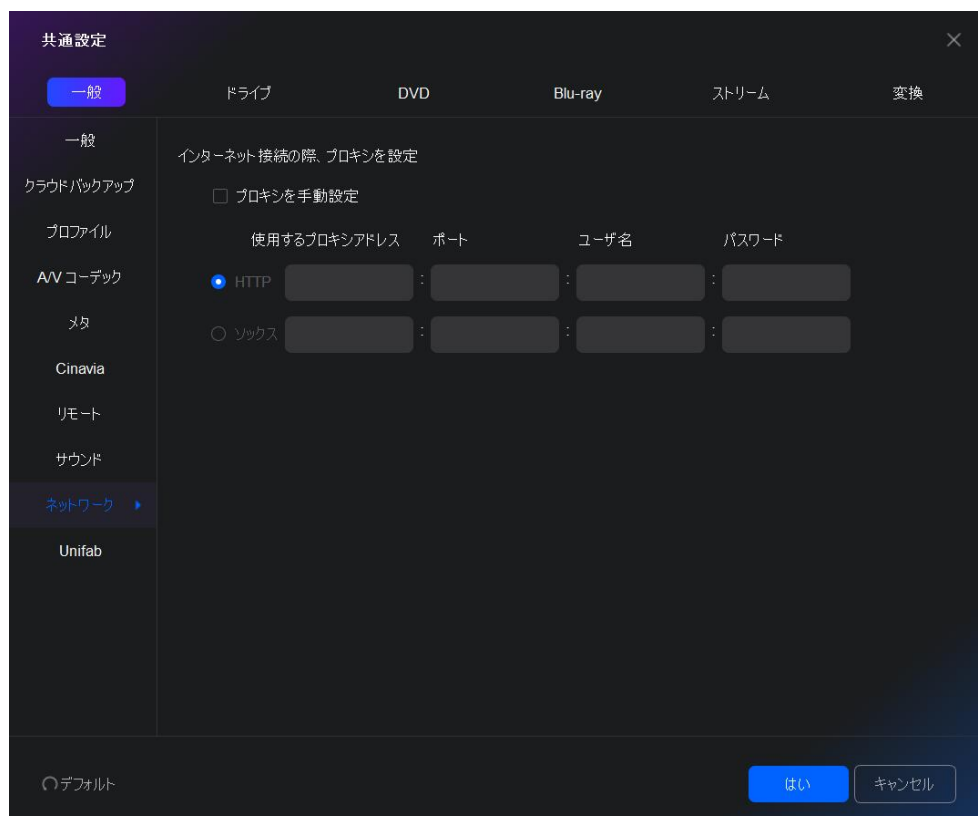 共通設定
一般 ドライブ DVD Blu-ray ストリーム 変換
一般
クラウドバックアップ
プロファイル
A/V コーデック
メタ
Cinavia
リモート
サウンド
ネットワーク
Unifab
インターネット接続の際、プロキシを設定
プロキシを手動設定
使用するプロキシアドレス ポート ユーザ名 パスワード
HTTP : : :
ソックス : : :
デフォルト はい キャンセル